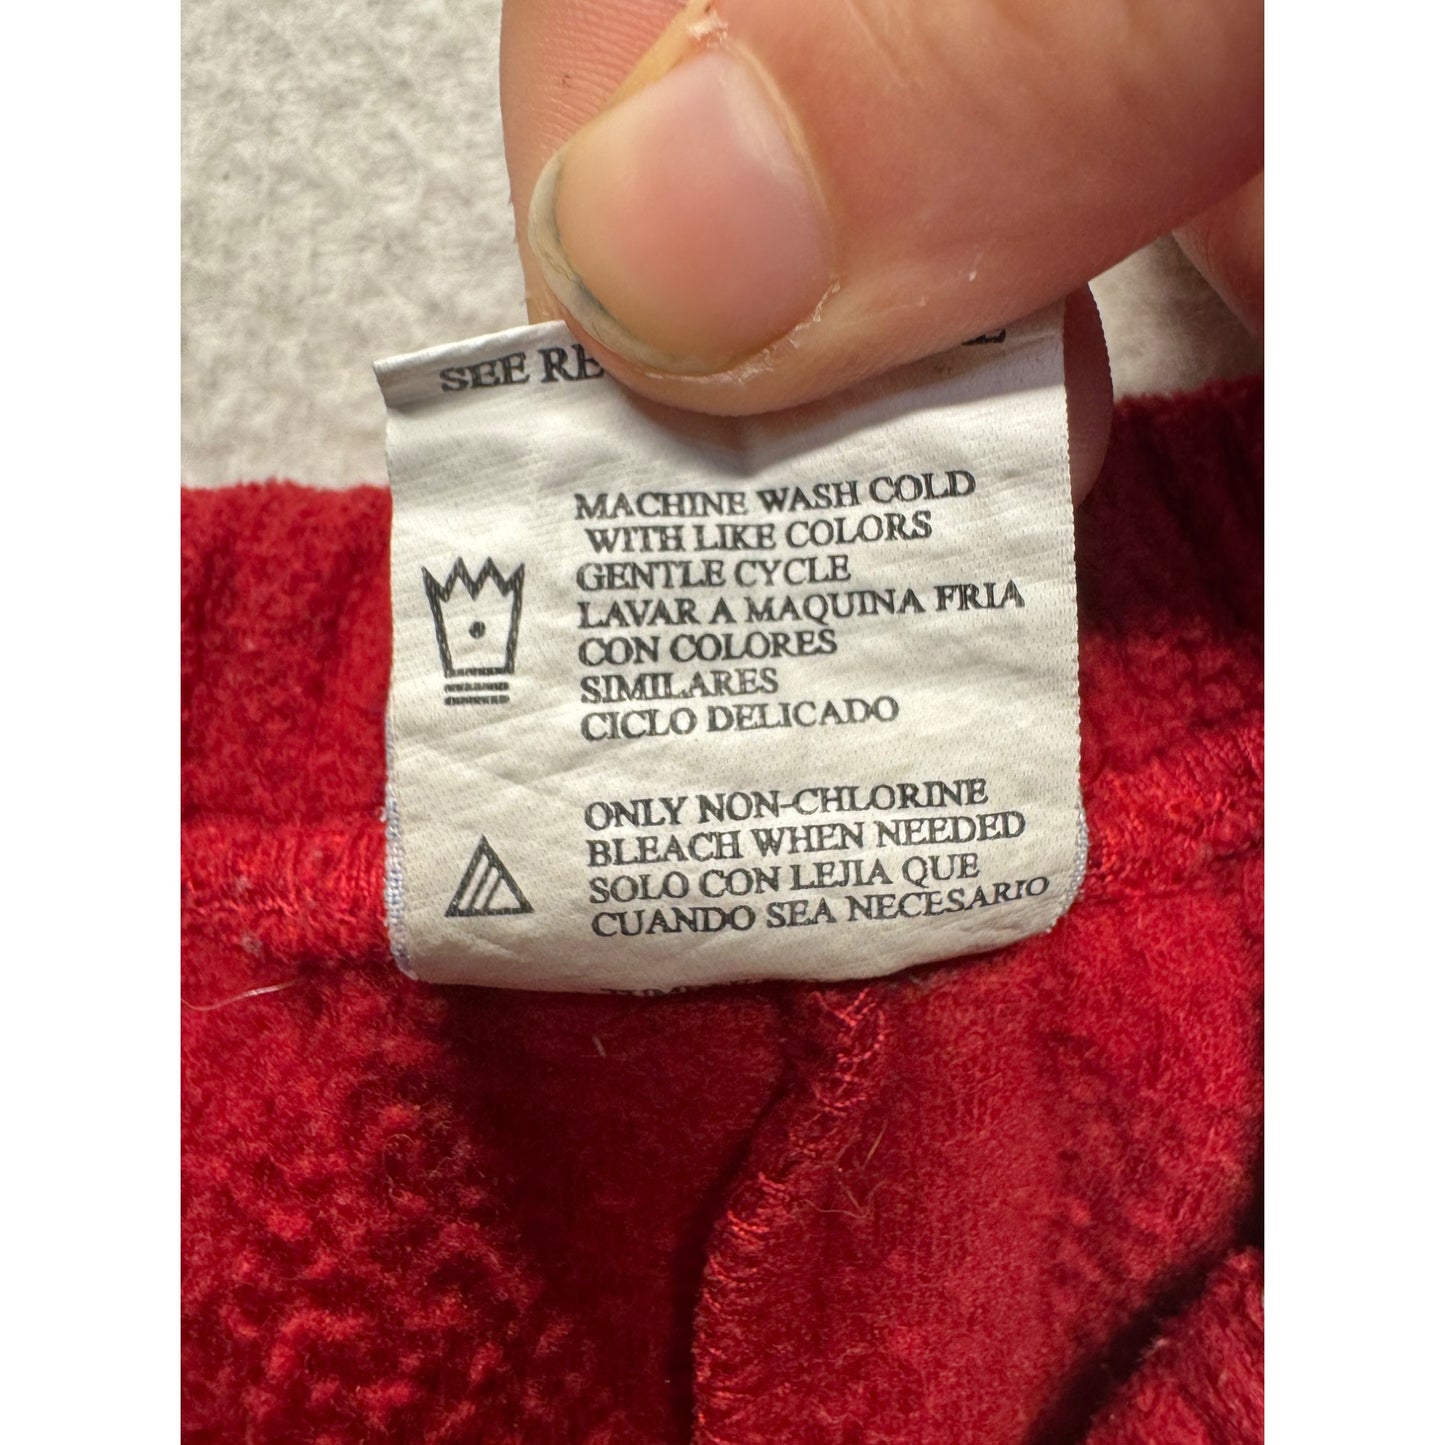 SEE
MACHINE WASH COLD
WITH LIKE COLORS
GENTLE CYCLE
LAVAR A MAQUINA FRIA
CON COLORES
SIMILARES
CICLO DELICADO
ONLY NON-CHLORINE
BLEACH WHEN NEEDED
SOLO CON LEJIA QUE
CUANDO SEA NECESARIO